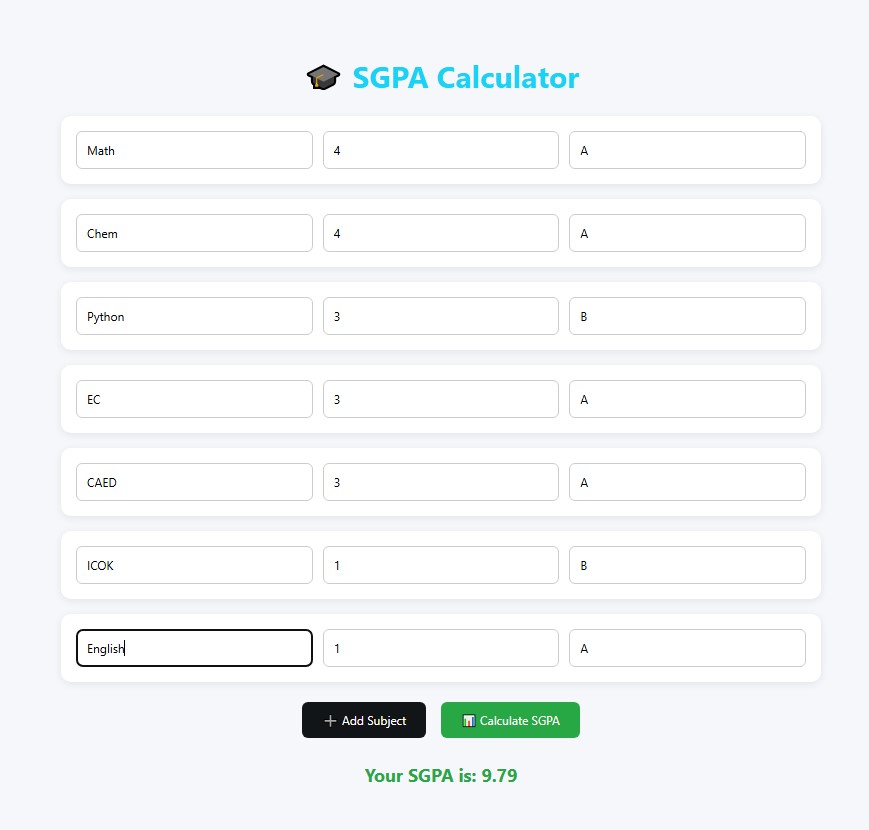 SGPA Calculator
Math 4 A
Chem 4 A
Python 3 B
EC 3 A
CAED 3 A
ICOK 1 B
English 1 A
+ Add Subject Calculate SGPA
Your SGPA is: 9.79